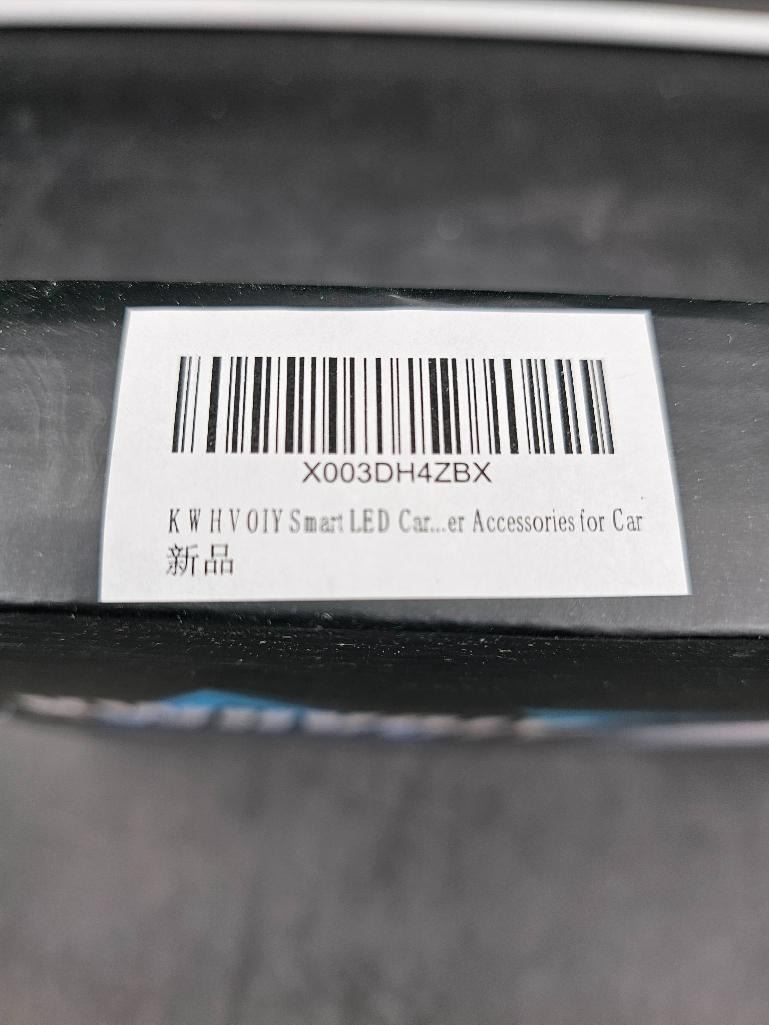 X003DH4ZBX
KWHVOIY Smart LED Car...er Accessories for Car
新品